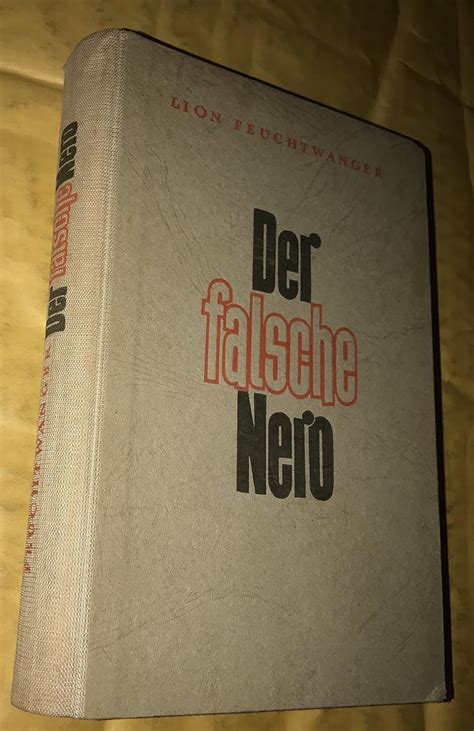 LION FEUCHTWANGER
Der
falsche
Nero
FEUCHTWANGER Der falsche Nero